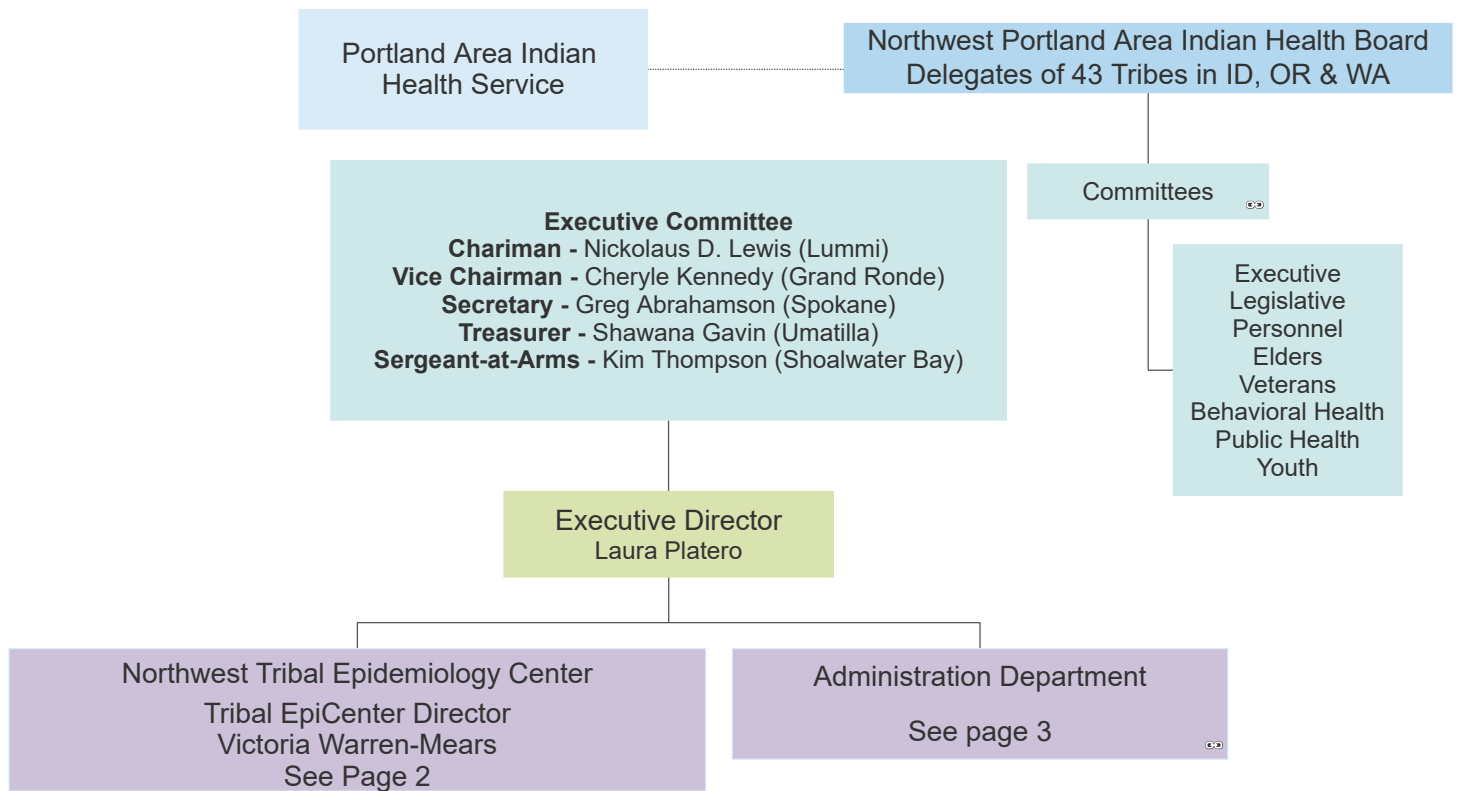 Portland Area Indian
Health Service
Northwest Portland Area Indian Health Board
Delegates of 43 Tribes in ID, OR & WA
Committees
Executive Committee
Chariman - Nickolaus D. Lewis (Lummi)
Vice Chairman - Cheryle Kennedy (Grand Ronde)
Secretary - Greg Abrahamson (Spokane)
Treasurer - Shawana Gavin (Umatilla)
Sergeant-at-Arms - Kim Thompson (Shoalwater Bay)
Executive
Legislative
Personnel
Elders
Veterans
Behavioral Health
Public Health
Youth
Executive Director
Laura Platero
Northwest Tribal Epidemiology Center
Tribal EpiCenter Director
Victoria Warren-Mears
See Page 2
Administration Department
See page 3